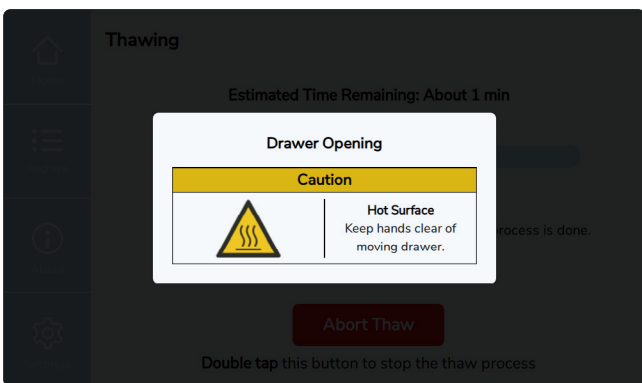 Thawing
Estimated Time Remaining: About 1 min
Drawer Opening
Caution
Hot Surface
Keep hands clear of
moving drawer.
process is done.
Abort Thaw
Double tap this button to stop the thaw process